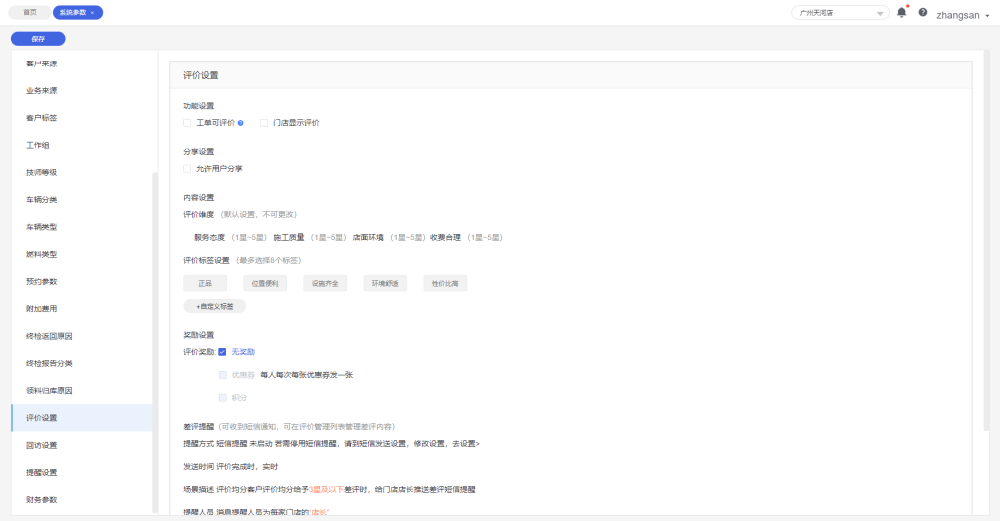 首页
系统参数
广州天河店
zhangsan
保存
客户来源
业务来源
客户标签
工作组
技师等级
车辆分类
车辆类型
燃料类型
预约参数
附加费用
终检返回原因
终检报告分类
领料归库原因
评价设置
回访设置
提醒设置
财务参数
评价设置
功能设置
工单可评价 ? 门店显示评价
分享设置
允许用户分享
内容设置
评价维度（默认设置，不可更改）
服务态度（1星~5星）施工质量（1星~5星）店面环境（1星~5星）收费合理（1星~5星）
评价标签设置（最多选择8个标签）
正品 位置便利 设施齐全 环境舒适 性价比高
+自定义标签
奖励设置
评价奖励: 无奖励
优惠券 每人每次每张优惠券发一张
积分
差评提醒（可收到短信通知，可在评价管理列表管理差评内容）
提醒方式 短信提醒 未启动 若需停用短信提醒，请到短信发送设置，修改设置，去设置>
发送时间 评价完成时，实时
场景描述 评价均分客户评价均分给予3星及以下差评时，给门店店长推送差评短信提醒
提醒人员 消息提醒人员为每家门店的"店长"